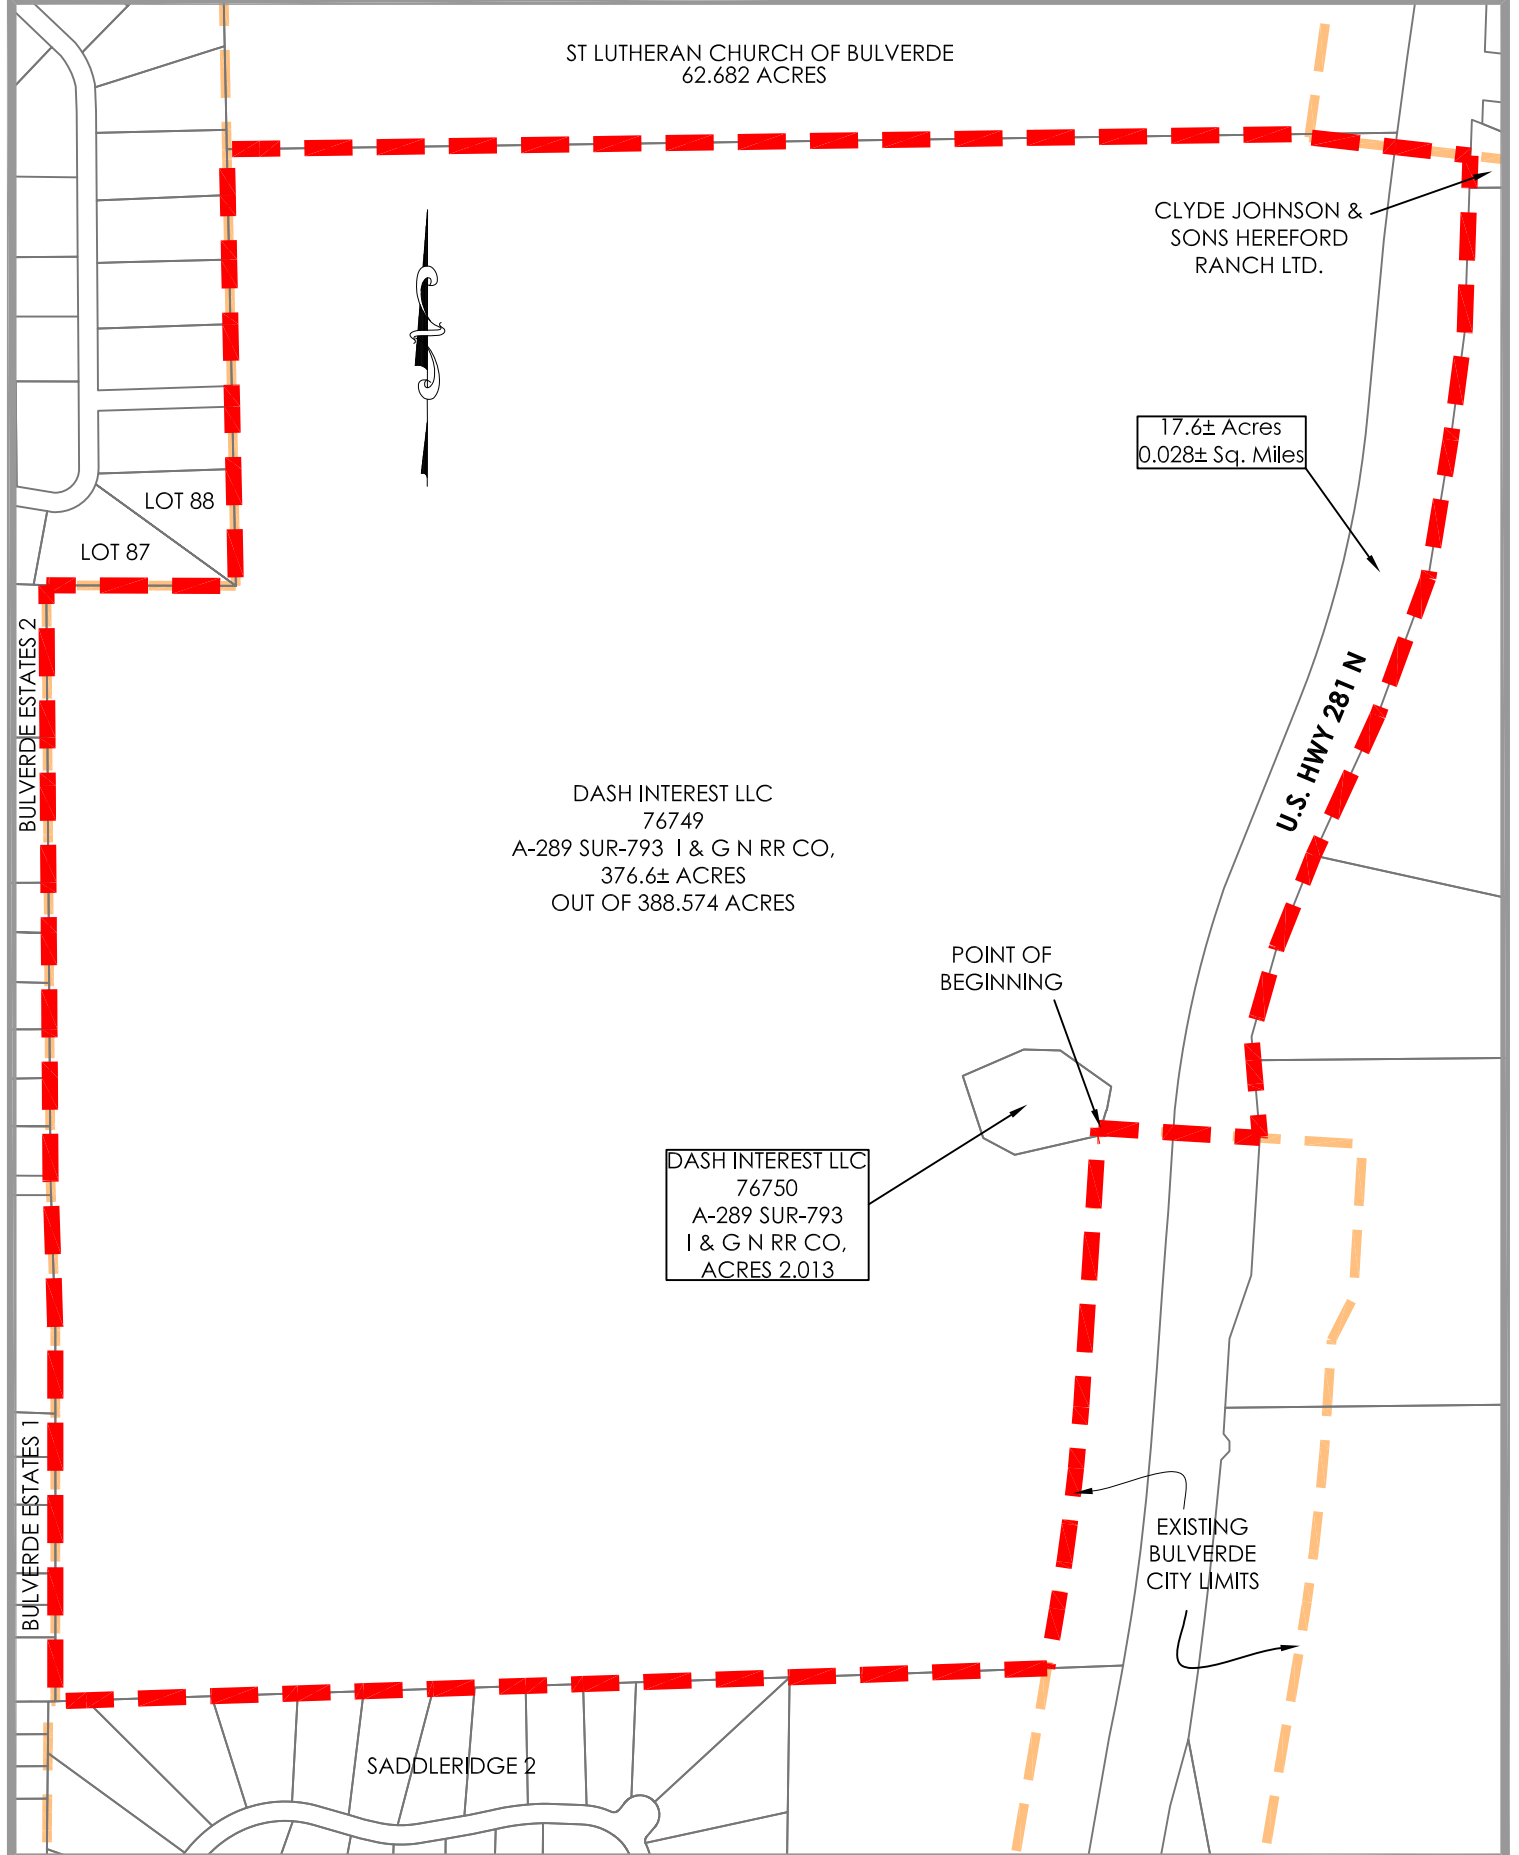 ST LUTHERAN CHURCH OF BULVERDE
62.682 ACRES
CLYDE JOHNSON &
SONS HEREFORD
RANCH LTD.
17.6± Acres
0.028± Sq. Miles
LOT 88
LOT 87
BULVERDE ESTATES 2
U.S. HWY 281 N
DASH INTEREST LLC
76749
A-289 SUR-793 I & G N RR CO,
376.6± ACRES
OUT OF 388.574 ACRES
POINT OF
BEGINNING
DASH INTEREST LLC
76750
A-289 SUR-793
I & G N RR CO,
ACRES 2.013
BULVERDE ESTATES 1
EXISTING
BULVERDE
CITY LIMITS
SADDLERIDGE 2